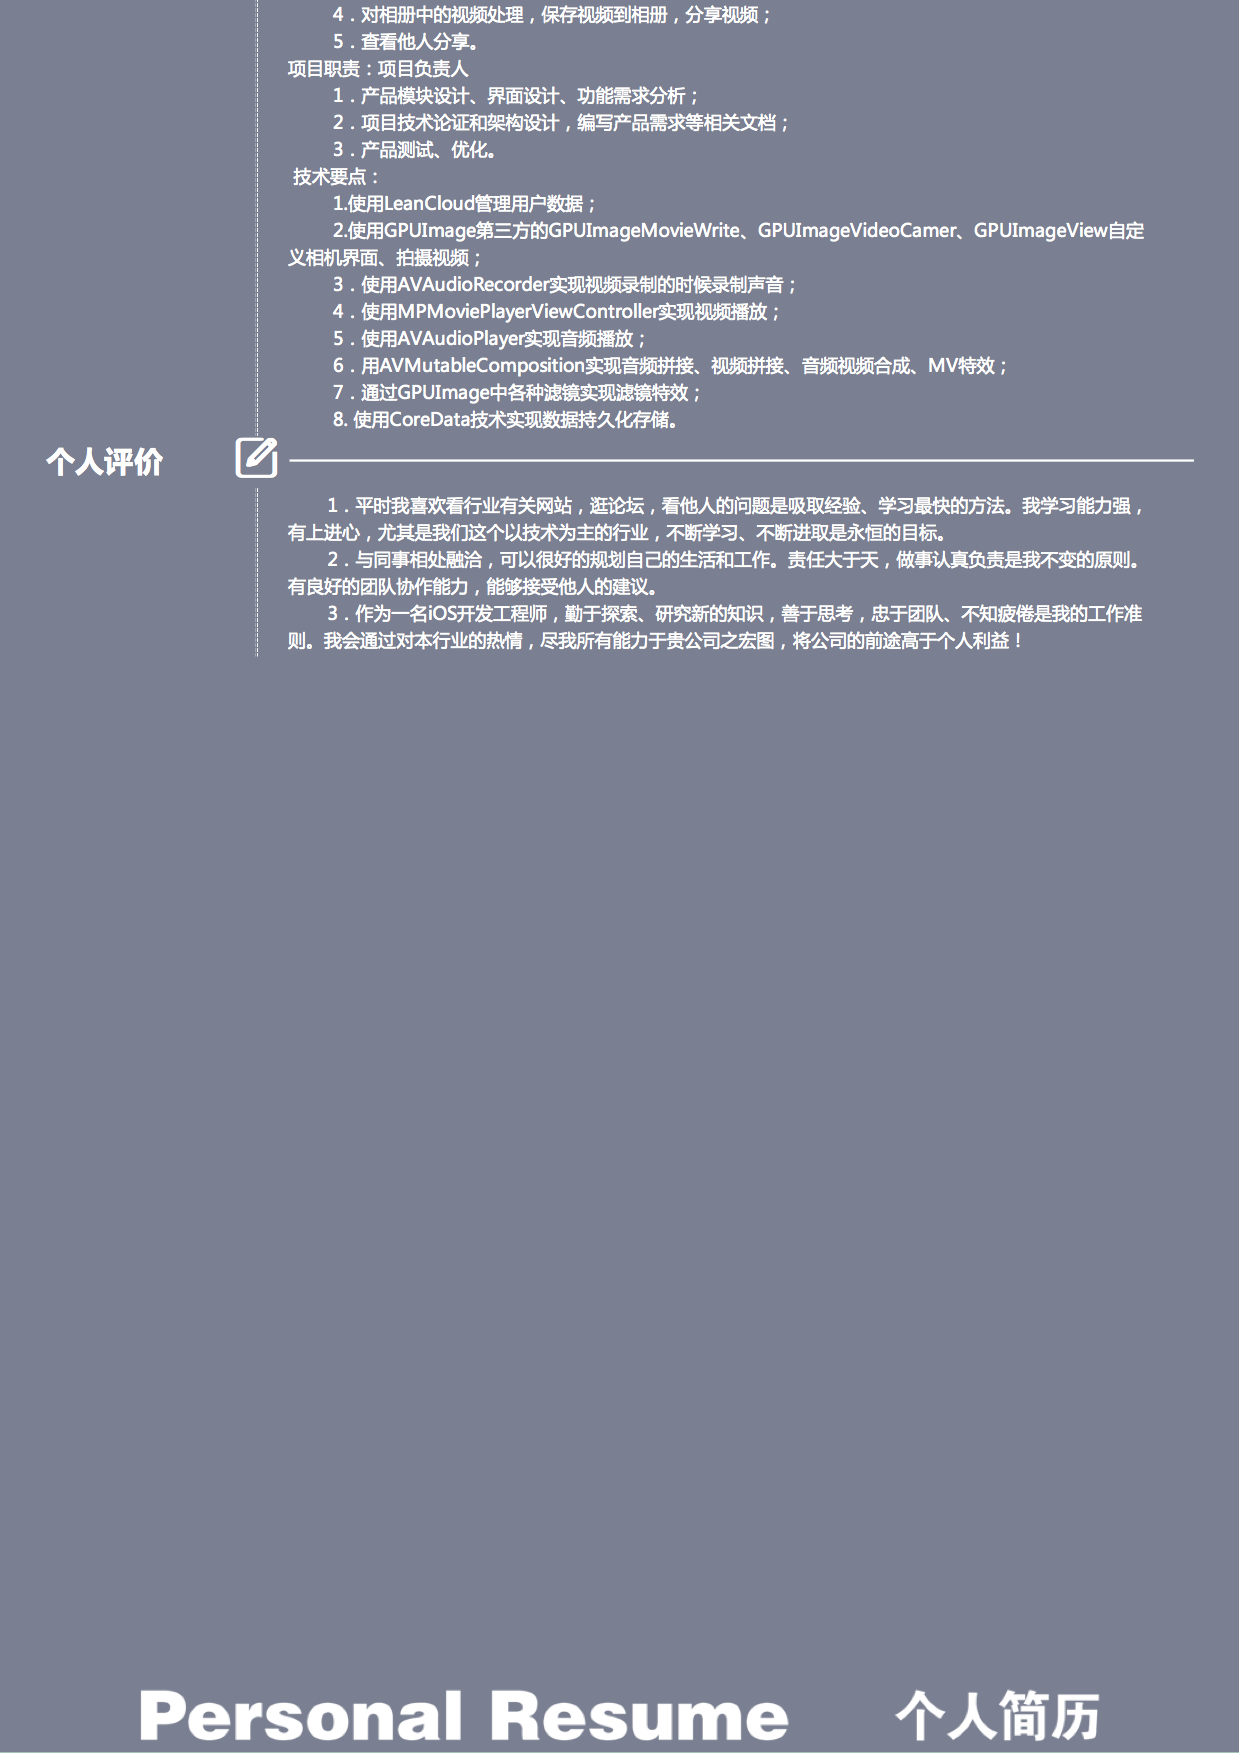 4．对相册中的视频处理，保存视频到相册，分享视频；
5．查看他人分享。
项目职责：项目负责人
1．产品模块设计、界面设计、功能需求分析；
2．项目技术论证和架构设计，编写产品需求等相关文档；
3．产品测试、优化。
技术要点：
1.使用LeanCloud管理用户数据；
2.使用GPUImage第三方的GPUImageMovieWrite、GPUImageVideoCamer、GPUImageView自定
义相机界面、拍摄视频；
3．使用AVAudioRecorder实现视频录制的时候录制声音；
4．使用MPMoviePlayerViewController实现视频播放；
5．使用AVAudioPlayer实现音频播放；
6．用AVMutableComposition实现音频拼接、视频拼接、音频视频合成、MV特效；
7．通过GPUImage中各种滤镜实现滤镜特效；
8. 使用CoreData技术实现数据持久化存储。
个人评价
1．平时我喜欢看行业有关网站，逛论坛，看他人的问题是吸取经验、学习最快的方法。我学习能力强，
有上进心，尤其是我们这个以技术为主的行业，不断学习、不断进取是永恒的目标。
2．与同事相处融洽，可以很好的规划自己的生活和工作。责任大于天，做事认真负责是我不变的原则。
有良好的团队协作能力，能够接受他人的建议。
3．作为一名iOS开发工程师，勤于探索、研究新的知识，善于思考，忠于团队、不知疲倦是我的工作准
则。我会通过对本行业的热情，尽我所有能力于贵公司之宏图，将公司的前途高于个人利益！
Personal Resume 个人简历